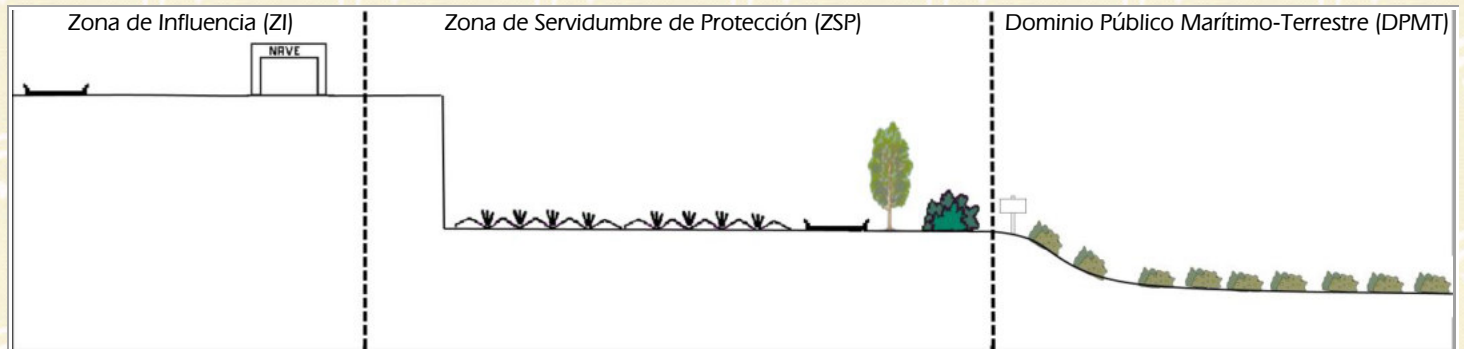 Zona de Influencia (ZI)
Zona de Servidumbre de Protección (ZSP)
Dominio Público Marítimo-Terrestre (DPMT)
NAVE